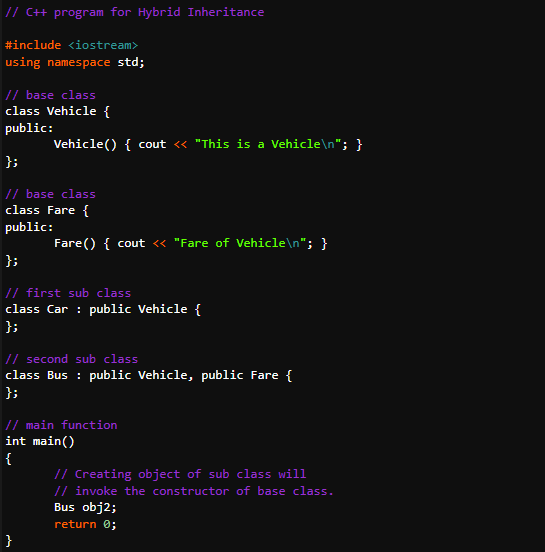 // C++ program for Hybrid Inheritance
#include <iostream>
using namespace std;
// base class
class Vehicle {
public:
Vehicle() { cout << "This is a Vehicle\n"; }
};
// base class
class Fare {
public:
Fare() { cout << "Fare of Vehicle\n"; }
};
// first sub class
class Car : public Vehicle {
};
// second sub class
class Bus : public Vehicle, public Fare {
};
// main function
int main()
{
// Creating object of sub class will
// invoke the constructor of base class.
Bus obj2;
return 0;
}